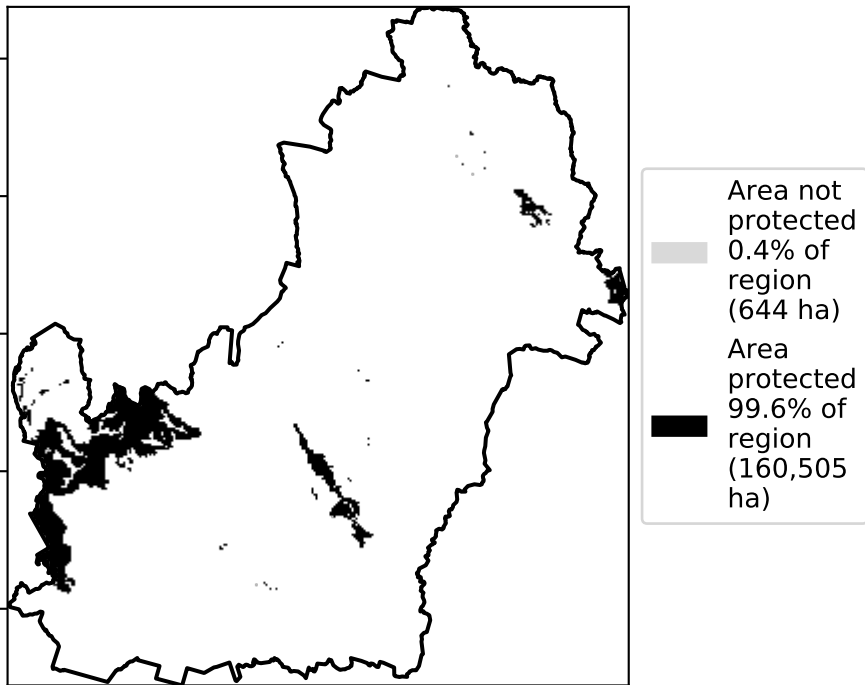 Area not
protected
0.4% of
region
(644 ha)
Area
protected
99.6% of
region
(160,505
ha)